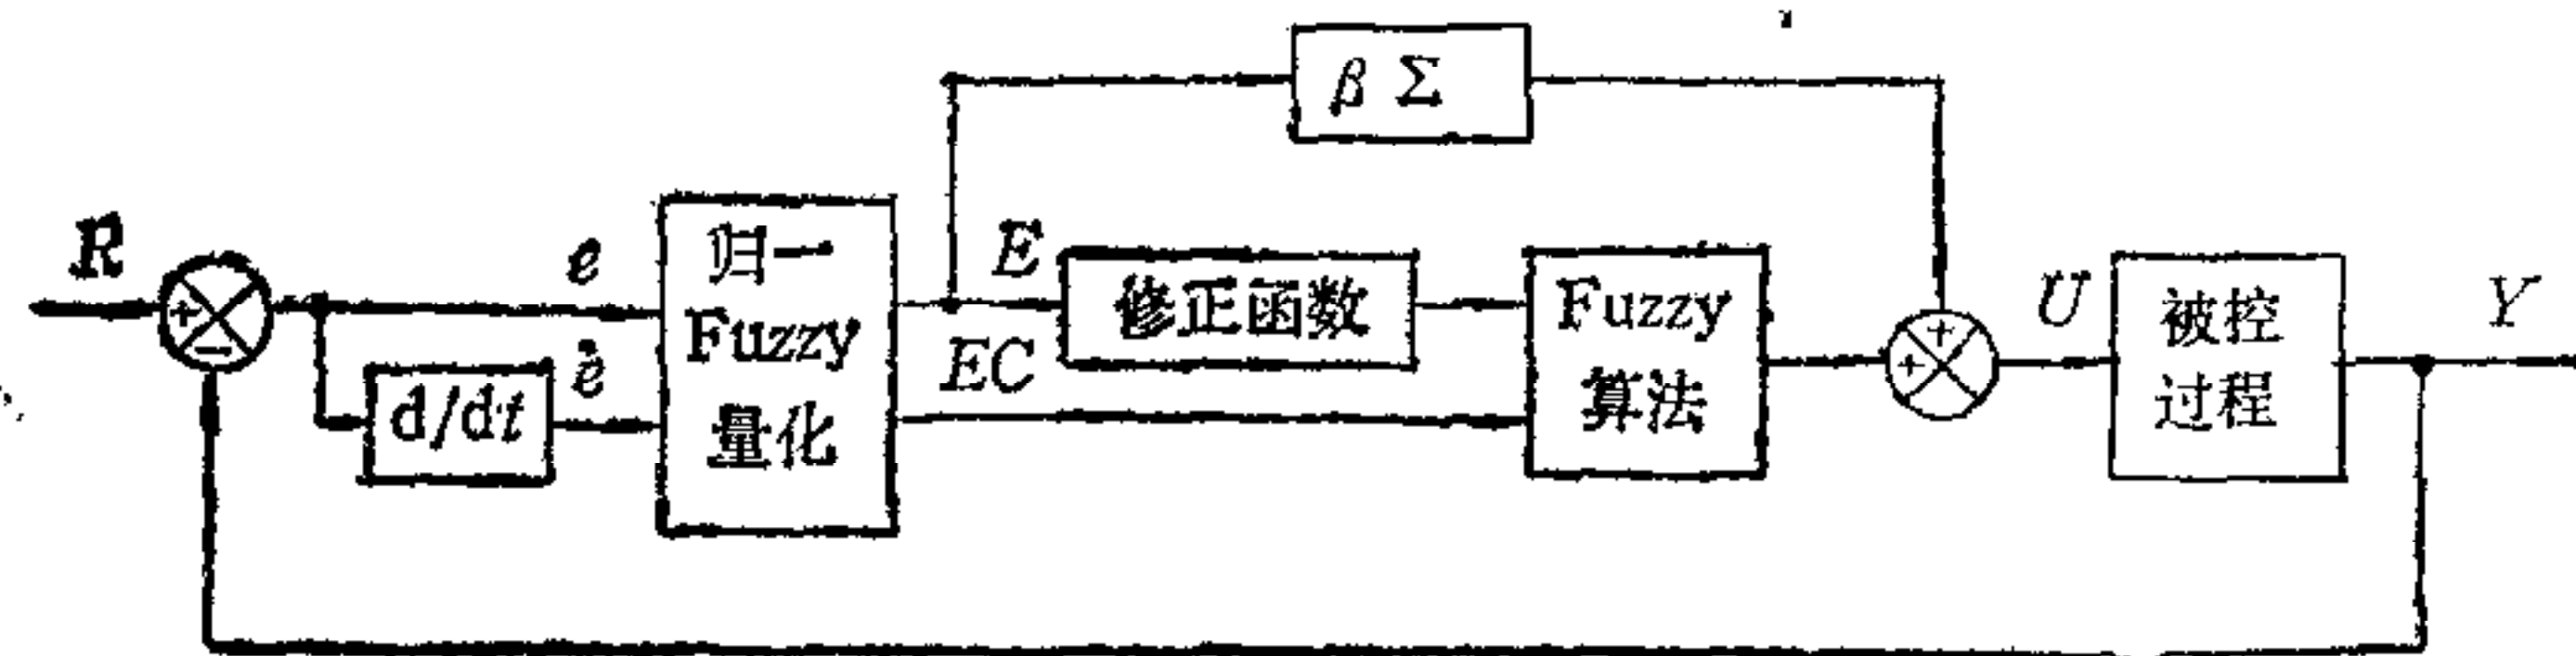 β Σ
R
+
−
e
d/dt
ė
归一
Fuzzy
量化
E
EC
修正函数
Fuzzy
算法
+
+
U
被控
过程
Y